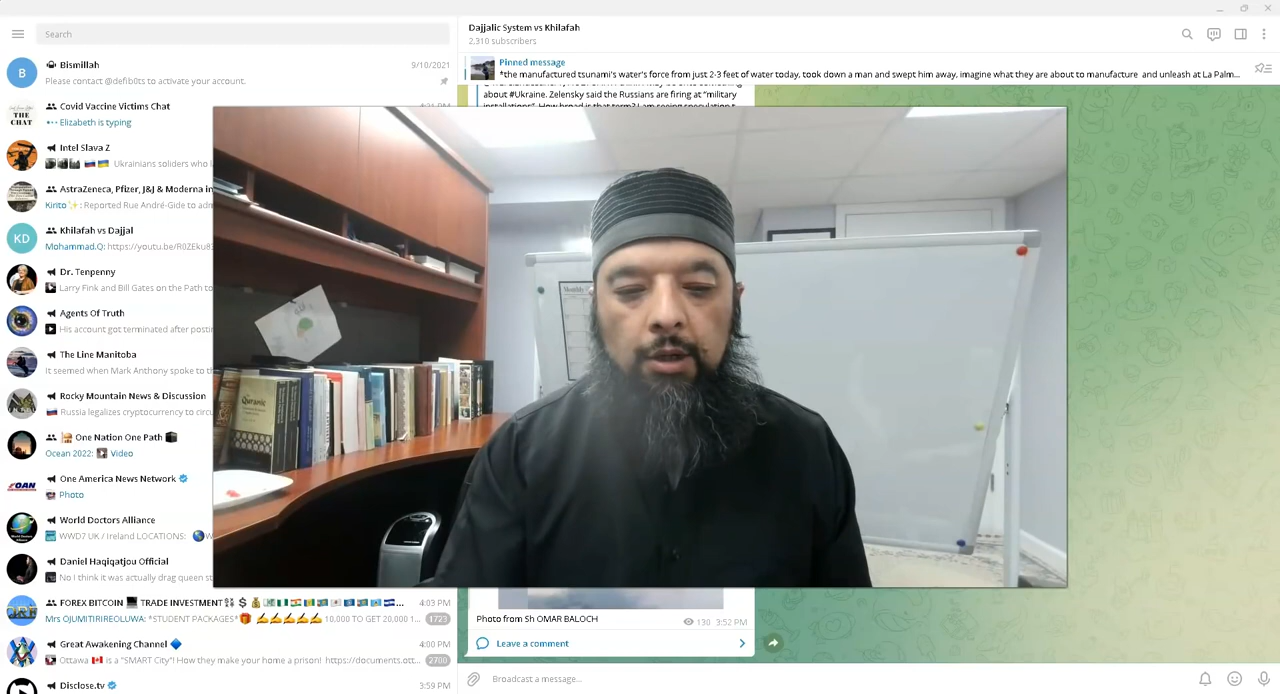 Search
Bismillah
9/10/2021
Please contact @defib0ts to activate your account.
Covid Vaccine Victims Chat
Elizabeth is typing
THE
CHAT
Intel Slava Z
Ukrainians soliders who
AstraZeneca, Pfizer, J&J & Moderna in
Kirito ✨: Reported Rue André-Gide to
KD
Khilafah vs Dajjal
Mohammad.Q:
Dr. Tenpenny
Larry Fink and Bill Gates on the Path to
Agents Of Truth
His account got terminated after
The Line Manitoba
It seemed when Mark Anthony spoke to
Rocky Mountain News & Discussion
Russia legalizes cryptocurrency to
One Nation One Path
Ocean 2022: Video
OAN
One America News Network
Photo
World Doctors Alliance
WWD7 UK / Ireland LOCATIONS:
Daniel Haqiqatjou Official
No I think it was actually drag queen
FOREX BITCOIN TRADE INVESTMENT
4:03 PM
Mrs OJUMITIRIREOLUWA: *STUDENT PACKAGES* 10,000 TO GET 20,000 1...
1723
Great Awakening Channel
4:00 PM
Ottawa is a "SMART City"! How they make your home a prison! https://documents.ott...
2700
Disclose.tv
3:59 PM
Dajjalic System vs Khilafah
2,310 subscribers
Pinned message
*the manufactured tsunami's water's force from just 2-3 feet of water today, took down a man and swept him away, imagine what they are about to manufacture and unleash at La Palm...
about #Ukraine. Zelensky said the Russians are firing at "military
installations". How broad is that term? I am seeing speculation
Quranic
Photo from Sh OMAR BALOCH
130 3:52 PM
Leave a comment
Broadcast a message...